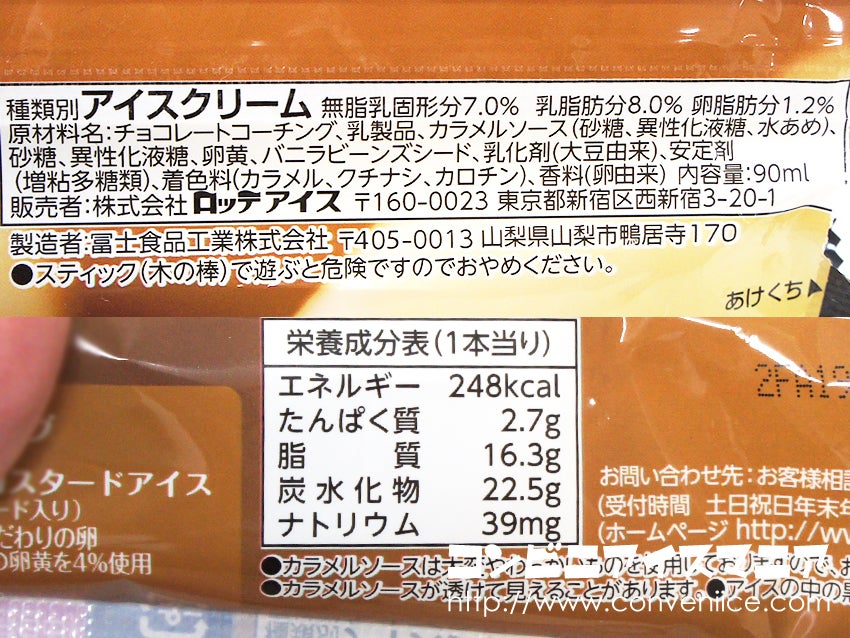 種類別 アイスクリーム 無脂乳固形分7.0% 乳脂肪分8.0% 卵脂肪分1.2%
原材料名:チョコレートコーチング、乳製品、カラメルソース(砂糖、異性化液糖、水あめ)、
砂糖、異性化液糖、卵黄、バニラビーンズシード、乳化剤(大豆由来)、安定剤
(増粘多糖類)、着色料(カラメル、クチナシ、カロチン)、香料(卵由来) 内容量:90ml
販売者:株式会社 ロッテアイス 〒160-0023 東京都新宿区西新宿3-20-1
製造者:冨士食品工業株式会社 〒405-0013 山梨県山梨市鴨居寺170
●スティック(木の棒)で遊ぶと危険ですのでおやめください。
あけくち
栄養成分表(1本当り)
エネルギー 248kcal
たんぱく質 2.7g
脂質 16.3g
炭水化物 22.5g
ナトリウム 39mg
スタードアイス
ード入り)
だわりの卵
の卵黄を4%使用
お問い合わせ先:お客様相談
(受付時間 土日祝日年末年
(ホームページ http://ww
●カラメルソースは
●カラメルソースが透けて見えることがあります。●アイスの中の黒
コンビニアイスマニア
http://www.conveniice.com/